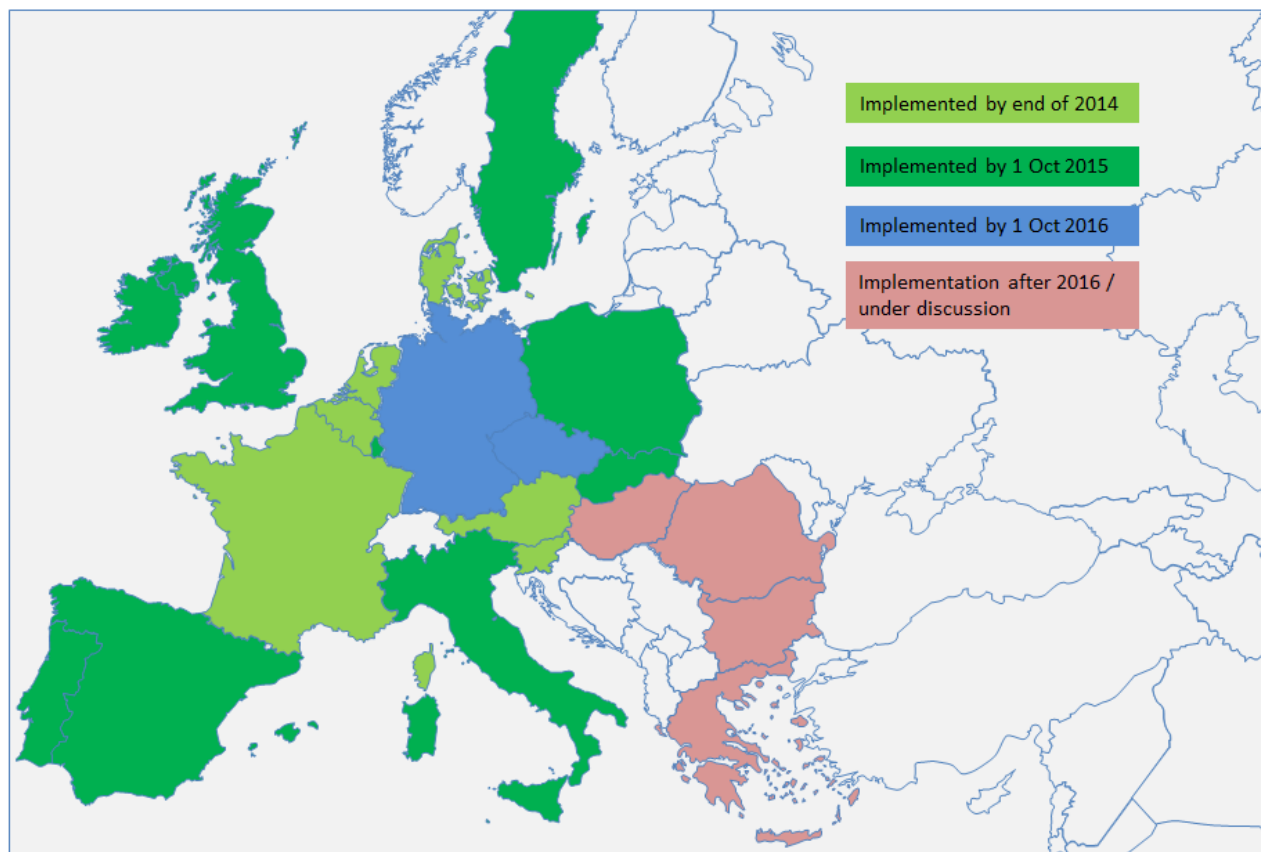 Implemented by end of 2014
Implemented by 1 Oct 2015
Implemented by 1 Oct 2016
Implementation after 2016 /
under discussion